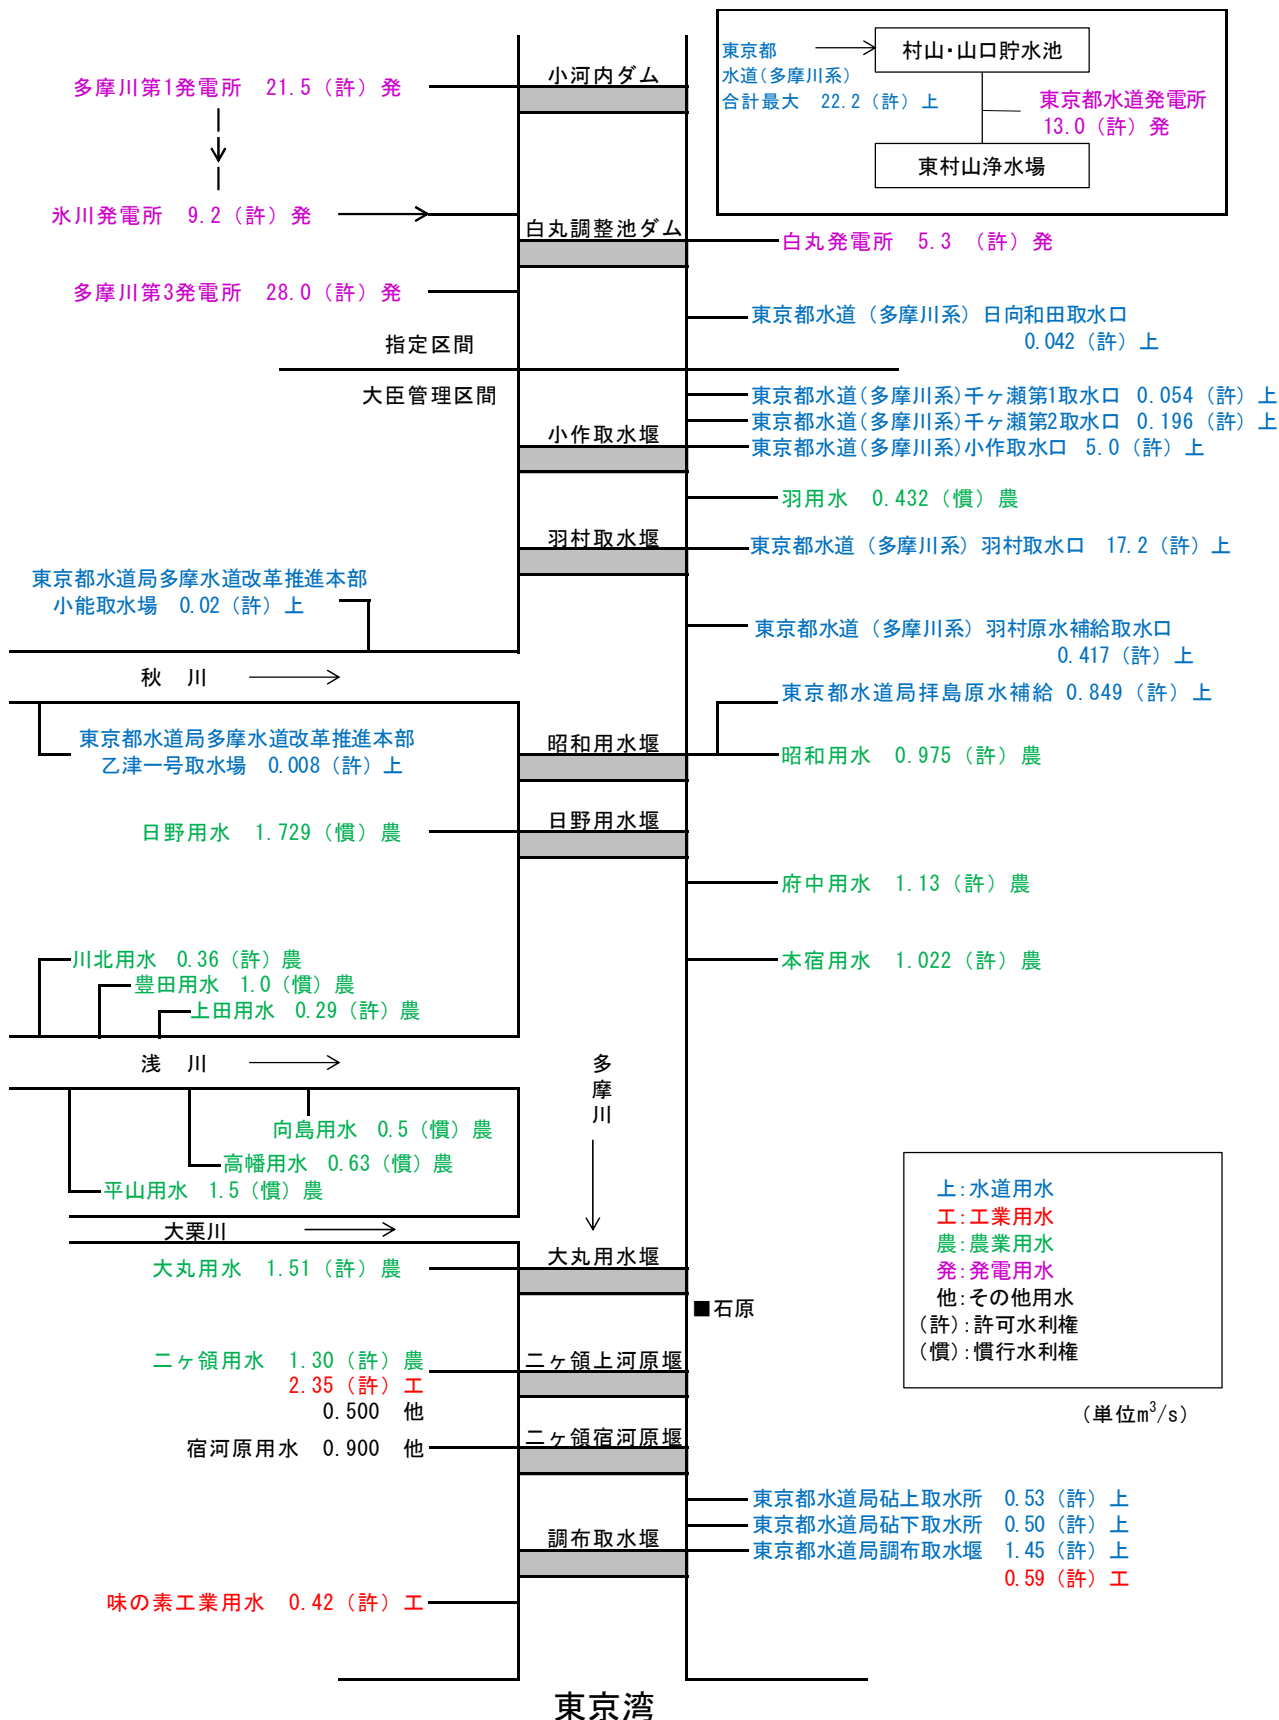 東京都
水道(多摩川系)
合計最大 22.2(許)上
村山・山口貯水池
東京都水道発電所
13.0(許)発
東村山浄水場
小河内ダム
多摩川第1発電所 21.5(許)発
氷川発電所 9.2(許)発
白丸調整池ダム
白丸発電所 5.3 (許)発
多摩川第3発電所 28.0(許)発
東京都水道(多摩川系)日向和田取水口
0.042(許)上
指定区間
大臣管理区間
東京都水道(多摩川系)千ヶ瀬第1取水口 0.054(許)上
東京都水道(多摩川系)千ヶ瀬第2取水口 0.196(許)上
小作取水堰
東京都水道(多摩川系)小作取水口 5.0(許)上
羽用水 0.432(慣)農
羽村取水堰
東京都水道(多摩川系)羽村取水口 17.2(許)上
東京都水道局多摩水道改革推進本部
小能取水場 0.02(許)上
東京都水道(多摩川系)羽村原水補給取水口
0.417(許)上
秋 川
東京都水道局拝島原水補給 0.849(許)上
東京都水道局多摩水道改革推進本部
乙津一号取水場 0.008(許)上
昭和用水堰
昭和用水 0.975(許)農
日野用水 1.729(慣)農
日野用水堰
府中用水 1.13(許)農
川北用水 0.36(許)農
豊田用水 1.0(慣)農
上田用水 0.29(許)農
本宿用水 1.022(許)農
浅 川
多摩川
向島用水 0.5(慣)農
高幡用水 0.63(慣)農
平山用水 1.5(慣)農
大栗川
大丸用水 1.51(許)農
大丸用水堰
■石原
上:水道用水
工:工業用水
農:農業用水
発:発電用水
他:その他用水
(許):許可水利権
(慣):慣行水利権
(単位m³/s)
二ヶ領用水 1.30(許)農
2.35(許)工
0.500 他
二ヶ領上河原堰
宿河原用水 0.900 他
二ヶ領宿河原堰
東京都水道局砧上取水所 0.53(許)上
東京都水道局砧下取水所 0.50(許)上
調布取水堰
東京都水道局調布取水堰 1.45(許)上
0.59(許)工
味の素工業用水 0.42(許)工
東京湾